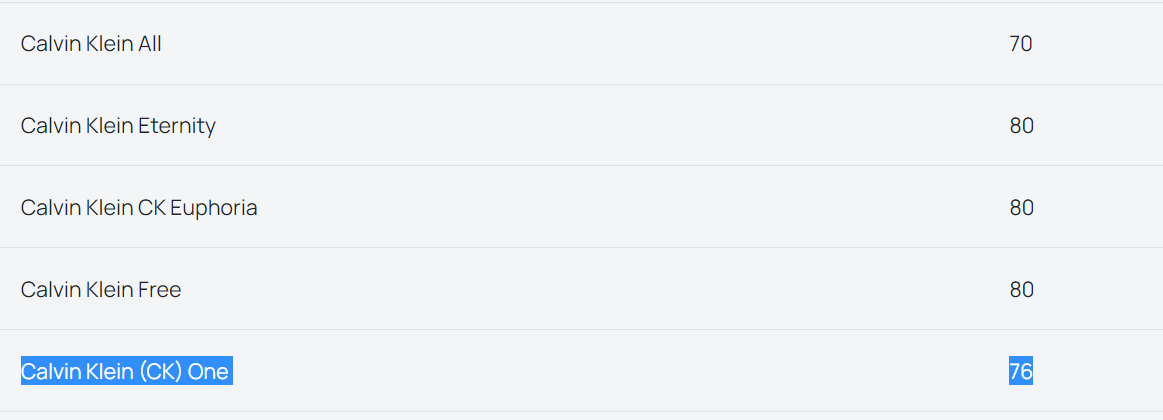 Calvin Klein All 70
Calvin Klein Eternity 80
Calvin Klein CK Euphoria 80
Calvin Klein Free 80
Calvin Klein (CK) One 76